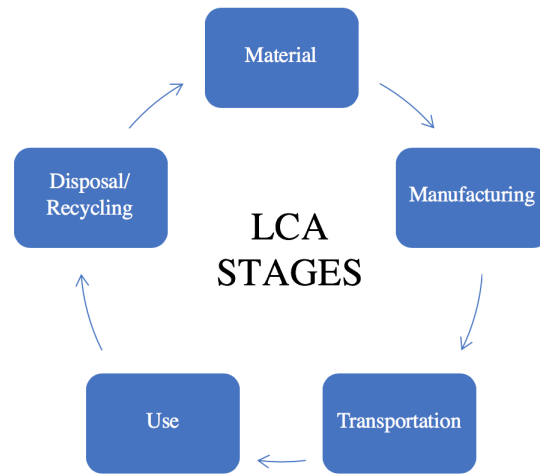 Material
Manufacturing
Transportation
Use
Disposal/
Recycling
LCA
STAGES